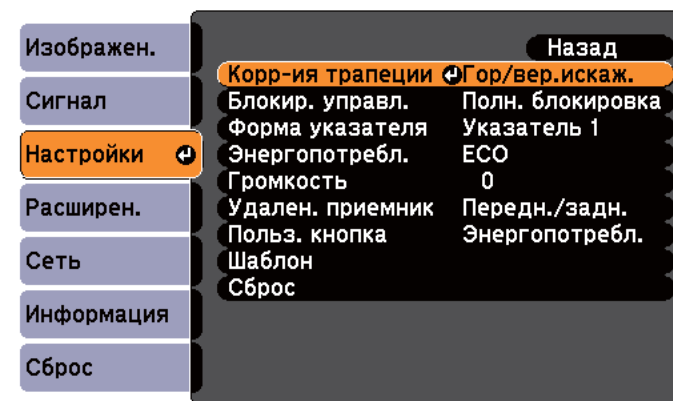 Изображен.
Сигнал
Настройки
Расширен.
Сеть
Информация
Сброс
Назад
Корр-ия трапеции Гор/вер.искаж.
Блокир. управл. Полн. блокировка
Форма указателя Указатель 1
Энергопотребл. ECO
Громкость 0
Удален. приемник Передн./задн.
Польз. кнопка Энергопотребл.
Шаблон
Сброс